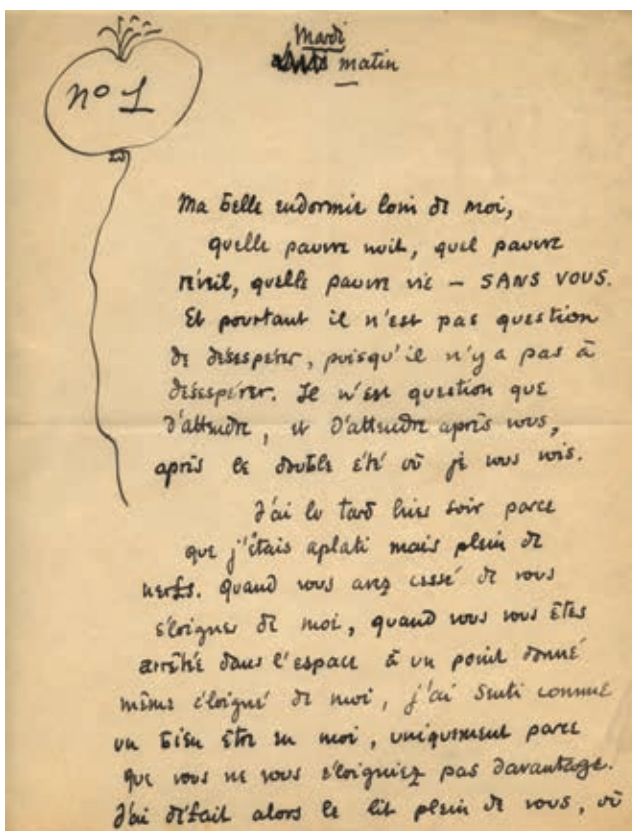 n° 1
Mardi
matin
Ma belle endormie loin de moi,
quelle pauvre nuit, quel pauvre
réveil, quelle pauvre vie – SANS VOUS.
Et pourtant il n'est pas question
de désespérer, puisqu'il n'y a pas à
désespérer. Il n'est question que
d'attendre, et d'attendre après vous,
après le double été où je vous vois.
J'ai lu tard hier soir parce
que j'étais aplati mais plein de
nerfs. Quand vous avez cessé de vous
éloigner de moi, quand vous vous êtes
arrêtée dans l'espace à un point donné
même éloigné de moi, j'ai senti comme
un bien être en moi, uniquement parce
que vous ne vous éloigniez pas davantage.
J'ai défait alors le lit plein de vous, où